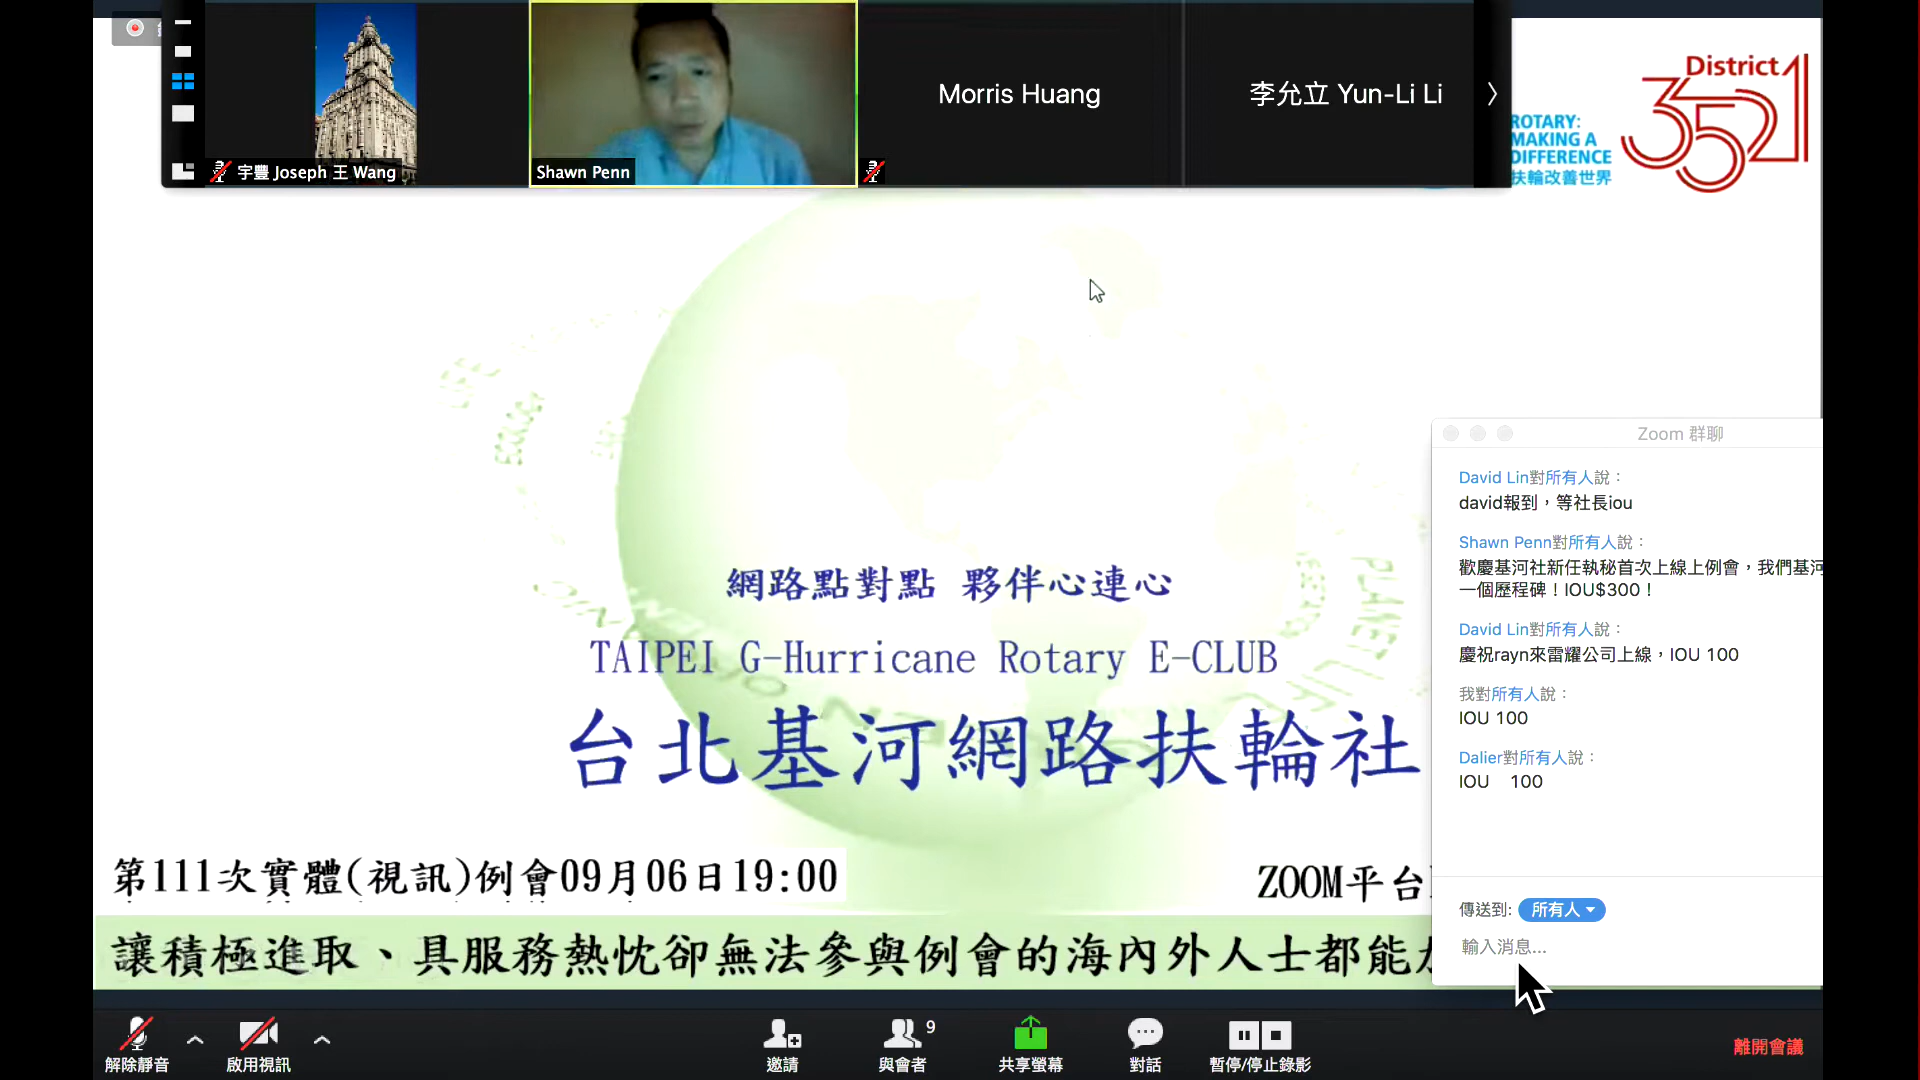 宇豐 Joseph 王 Wang
Shawn Penn
Morris Huang
李允立 Yun-Li Li
District
3521
ROTARY:
MAKING A
DIFFERENCE
扶輪改善世界
網路點對點 夥伴心連心
TAIPEI G-Hurricane Rotary E-CLUB
台北基河網路扶輪社
第111次實體(視訊)例會09月06日19:00
ZOOM平台
讓積極進取、具服務熱忱卻無法參與例會的海內外人士都能
Zoom 群聊
David Lin對所有人說：
david報到，等社長iou
Shawn Penn對所有人說：
歡慶基河社新任執秘首次上線上例會，我們基河
一個歷程碑！IOU$300！
David Lin對所有人說：
慶祝rayn來雷耀公司上線，IOU 100
我對所有人說：
IOU 100
Dalier對所有人說：
IOU 100
傳送到: 所有人
輸入消息...
解除靜音
啟用視訊
邀請
與會者
9
共享螢幕
對話
暫停/停止錄影
離開會議